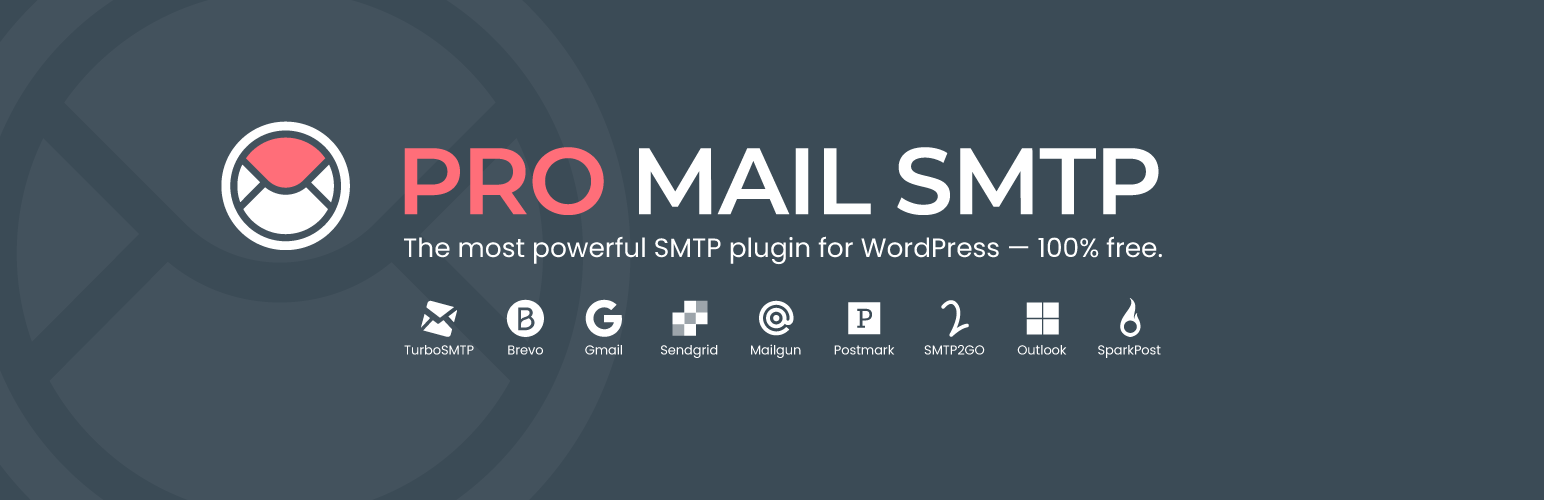 PRO MAIL SMTP
The most powerful SMTP plugin for WordPress — 100% free.
TurboSMTP Brevo Gmail Sendgrid Mailgun Postmark SMTP2GO Outlook SparkPost